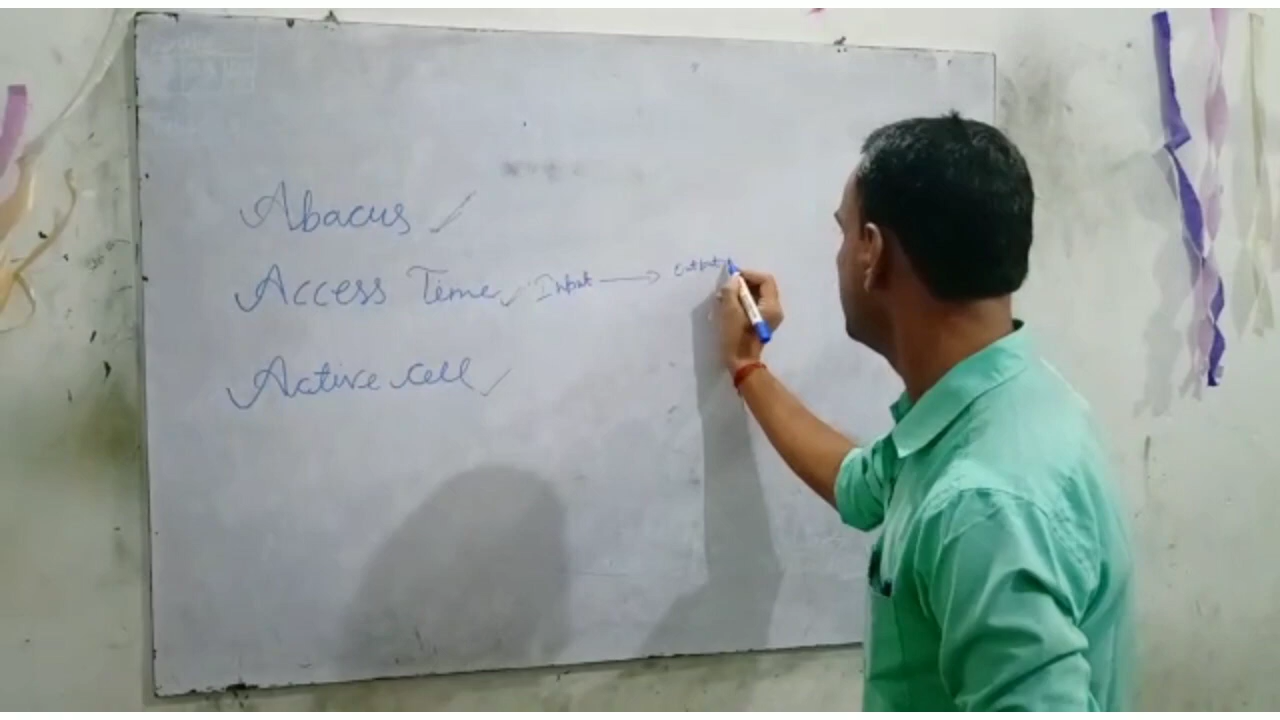 Abacus
Access Time Input → output
Active cell